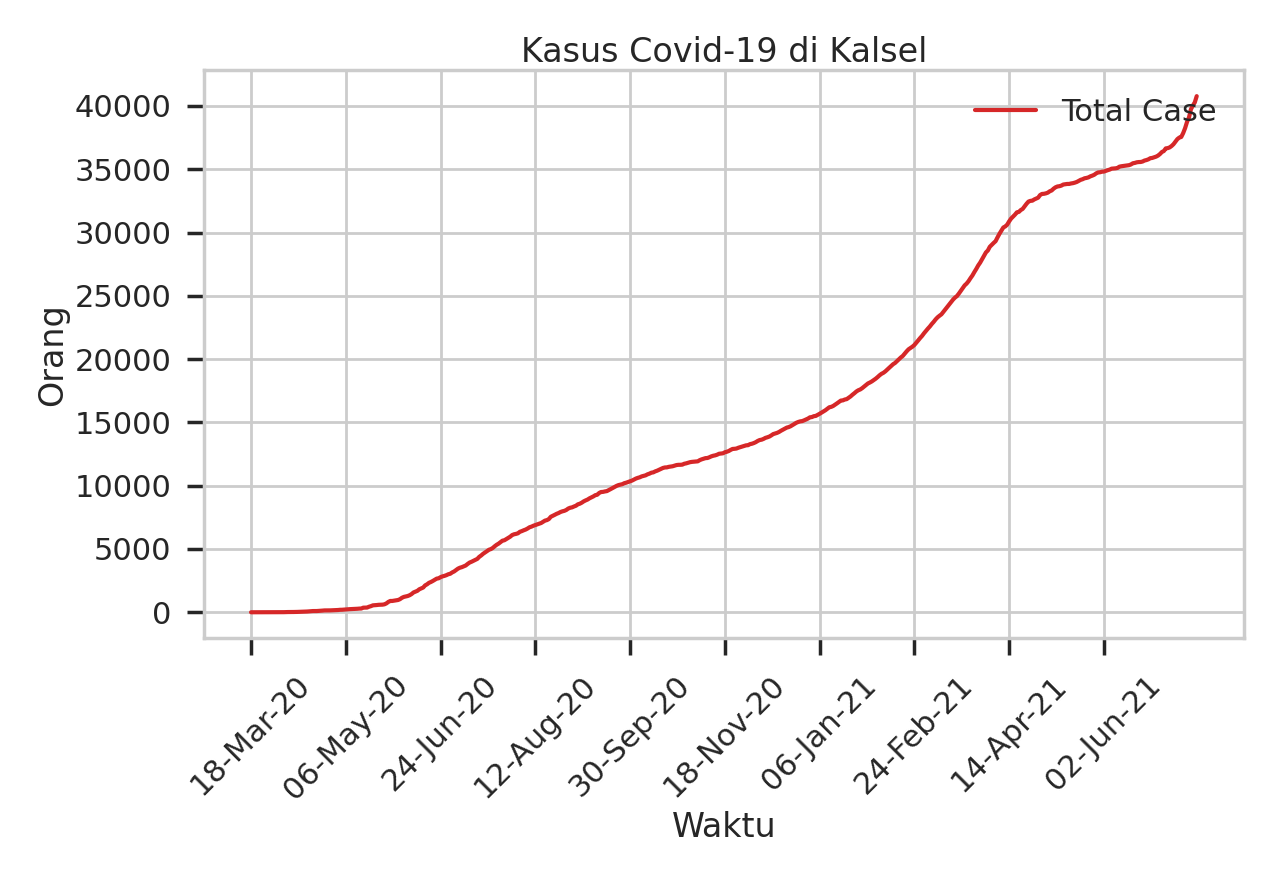 Kasus Covid-19 di Kalsel
Total Case
Orang
40000
35000
30000
25000
20000
15000
10000
5000
0
18-Mar-20
06-May-20
24-Jun-20
12-Aug-20
30-Sep-20
18-Nov-20
06-Jan-21
24-Feb-21
14-Apr-21
02-Jun-21
Waktu